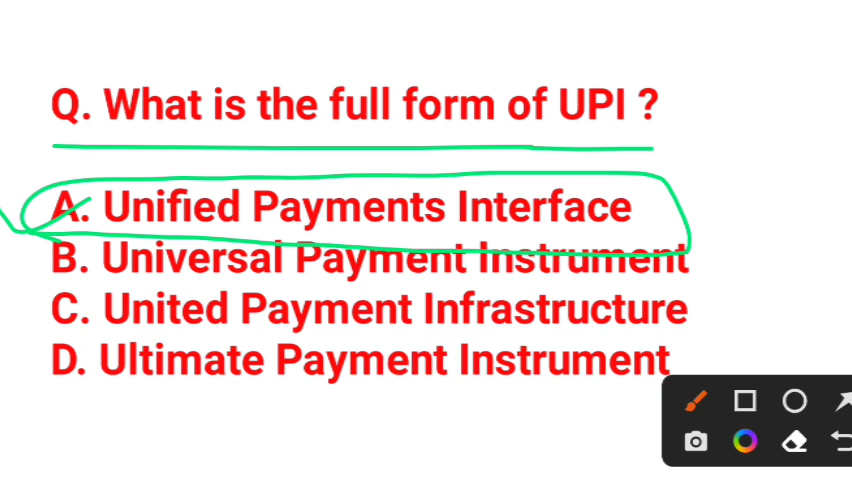 Q. What is the full form of UPI ?
A. Unified Payments Interface
B. Universal Payment Instrument
C. United Payment Infrastructure
D. Ultimate Payment Instrument